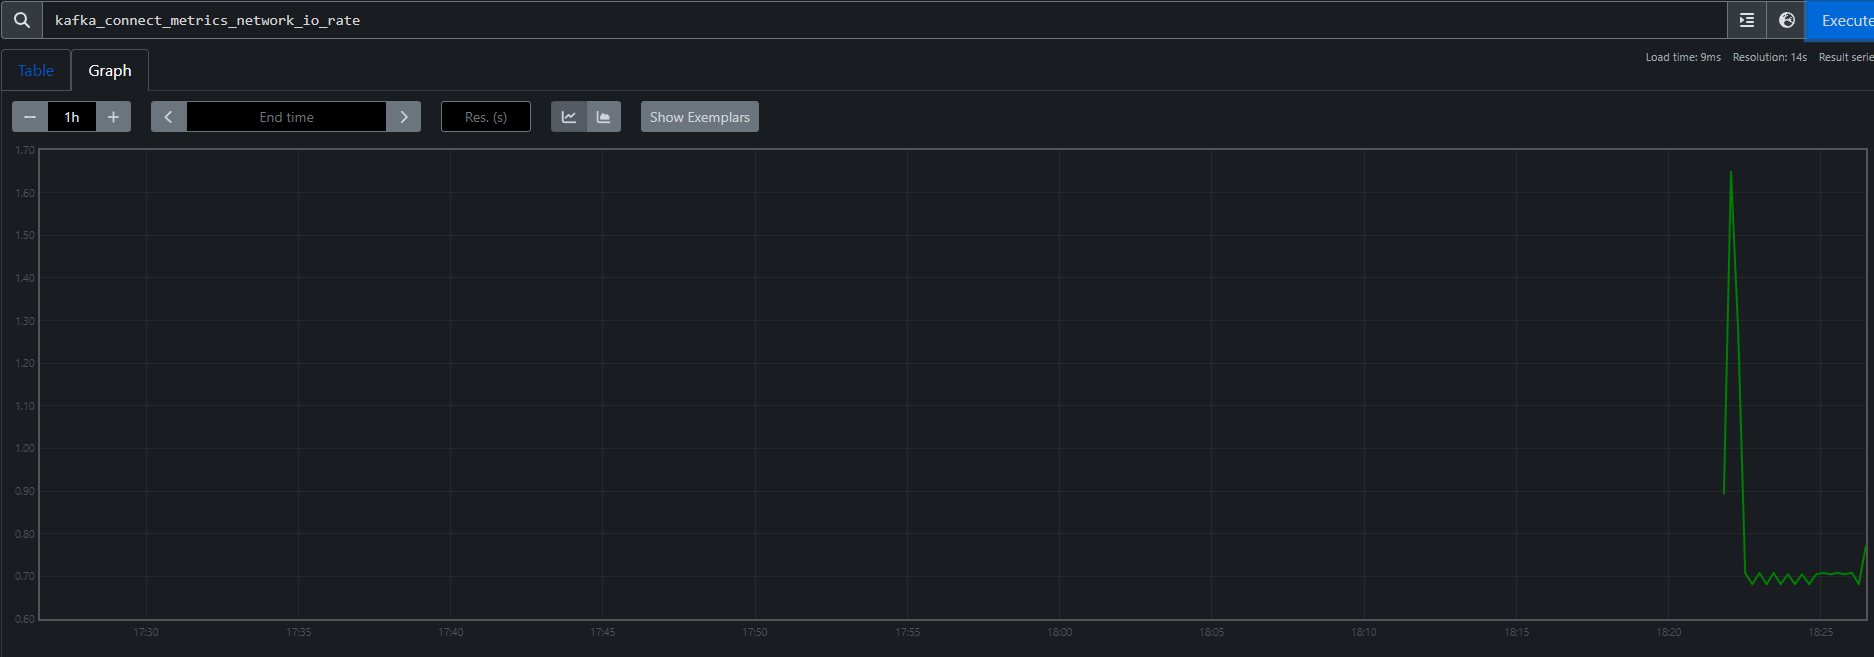 kafka_connect_metrics_network_io_rate
Execute
Load time: 9ms Resolution: 14s Result serie
Table Graph
1h End time Res. (s) Show Exemplars
1.70
1.60
1.50
1.40
1.30
1.20
1.10
1.00
0.90
0.80
0.70
0.60
17:30 17:35 17:40 17:45 17:50 17:55 18:00 18:05 18:10 18:15 18:20 18:25